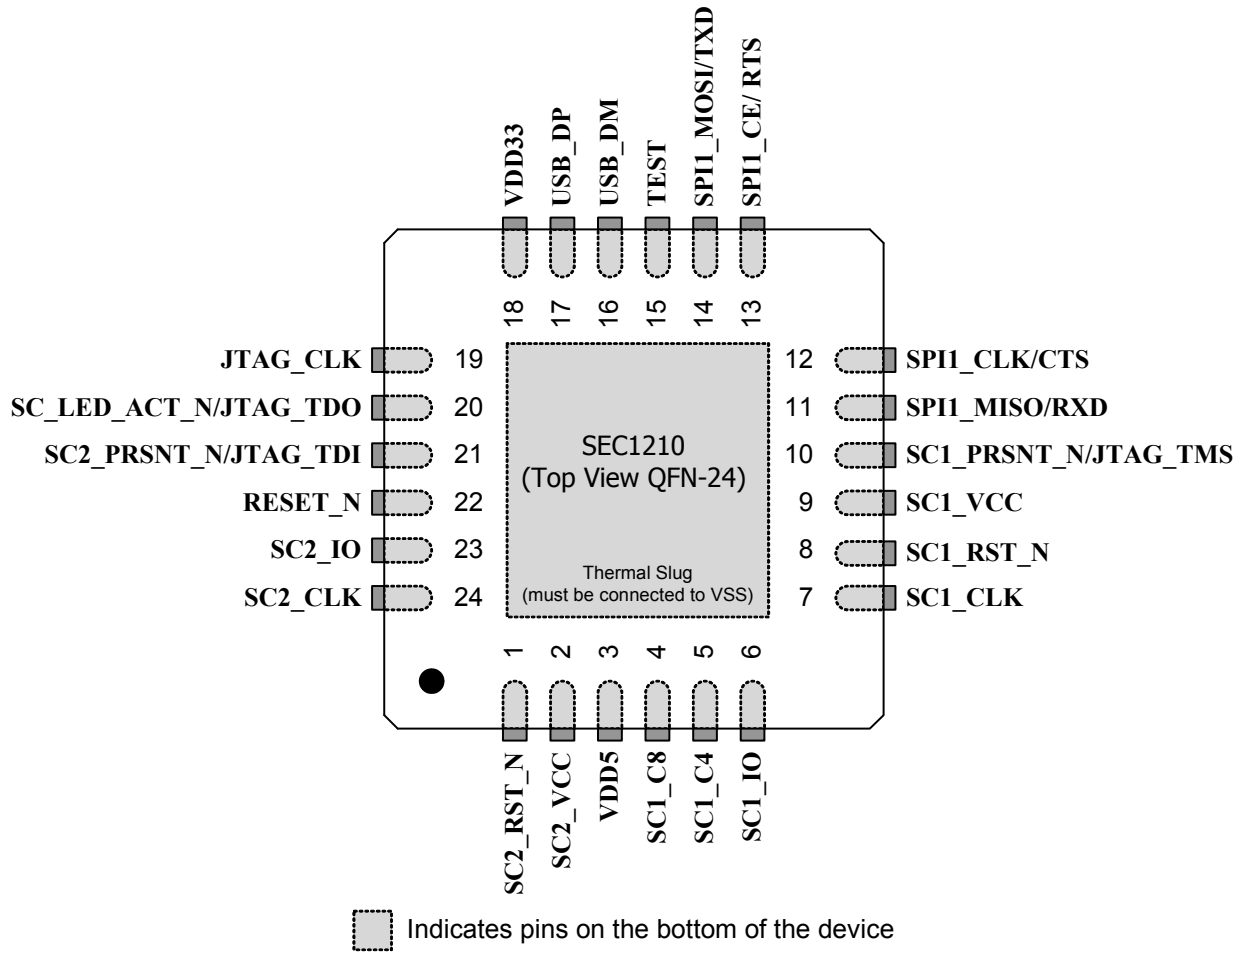 VDD33
USB_DP
USB_DM
TEST
SPI1_MOSI/TXD
SPI1_CE/ RTS
18
17
16
15
14
13
JTAG_CLK 19
SC_LED_ACT_N/JTAG_TDO 20
SC2_PRSNT_N/JTAG_TDI 21
RESET_N 22
SC2_IO 23
SC2_CLK 24
SEC1210
(Top View QFN-24)
Thermal Slug
(must be connected to VSS)
12 SPI1_CLK/CTS
11 SPI1_MISO/RXD
10 SC1_PRSNT_N/JTAG_TMS
9 SC1_VCC
8 SC1_RST_N
7 SC1_CLK
1
2
3
4
5
6
SC2_RST_N
SC2_VCC
VDD5
SC1_C8
SC1_C4
SC1_IO
Indicates pins on the bottom of the device